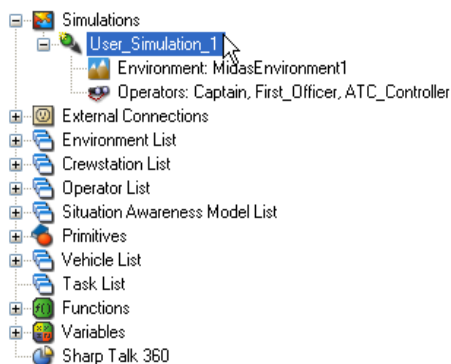 Simulations
User_Simulation_1
Environment: MidasEnvironment1
Operators: Captain, First_Officer, ATC_Controller
External Connections
Environment List
Crewstation List
Operator List
Situation Awareness Model List
Primitives
Vehicle List
Task List
Functions
Variables
Sharp Talk 360